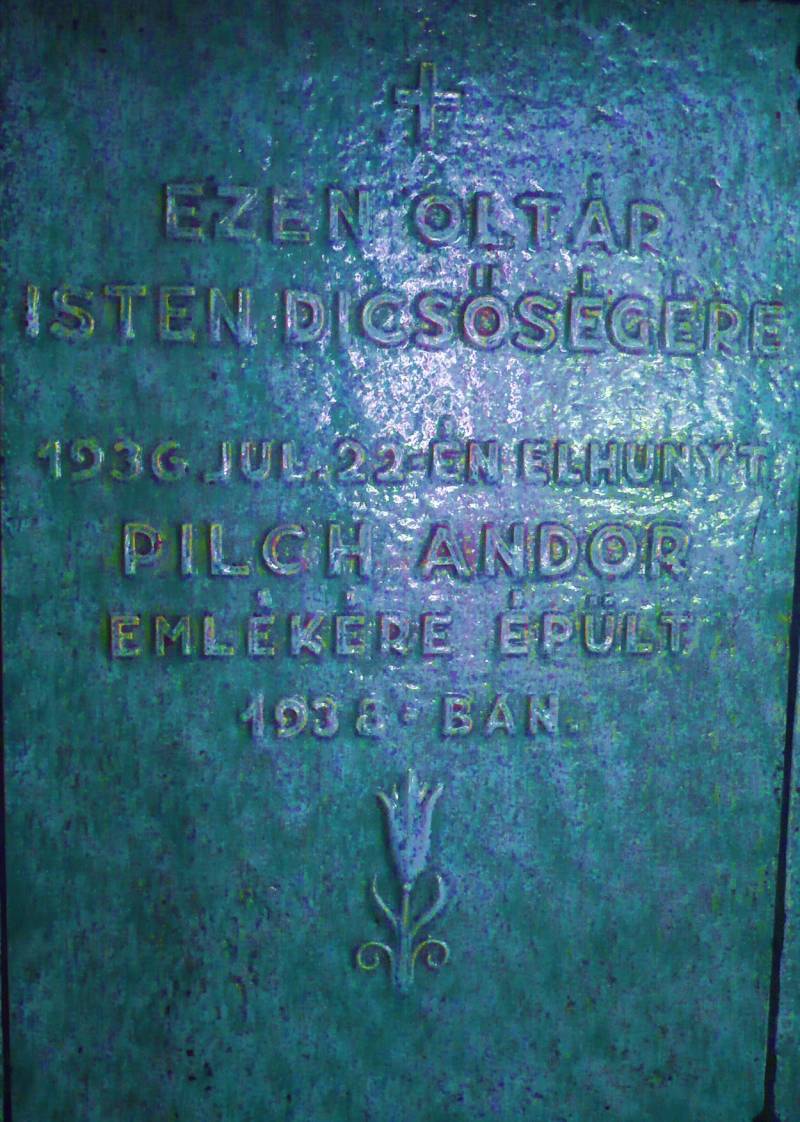 EZEN OLTÁR
ISTEN DICSŐSÉGÉRE
1936 JUL. 22-ÉN ELHUNYT
PILCH ANDOR
EMLÉKÉRE ÉPÜLT
1938-BAN.